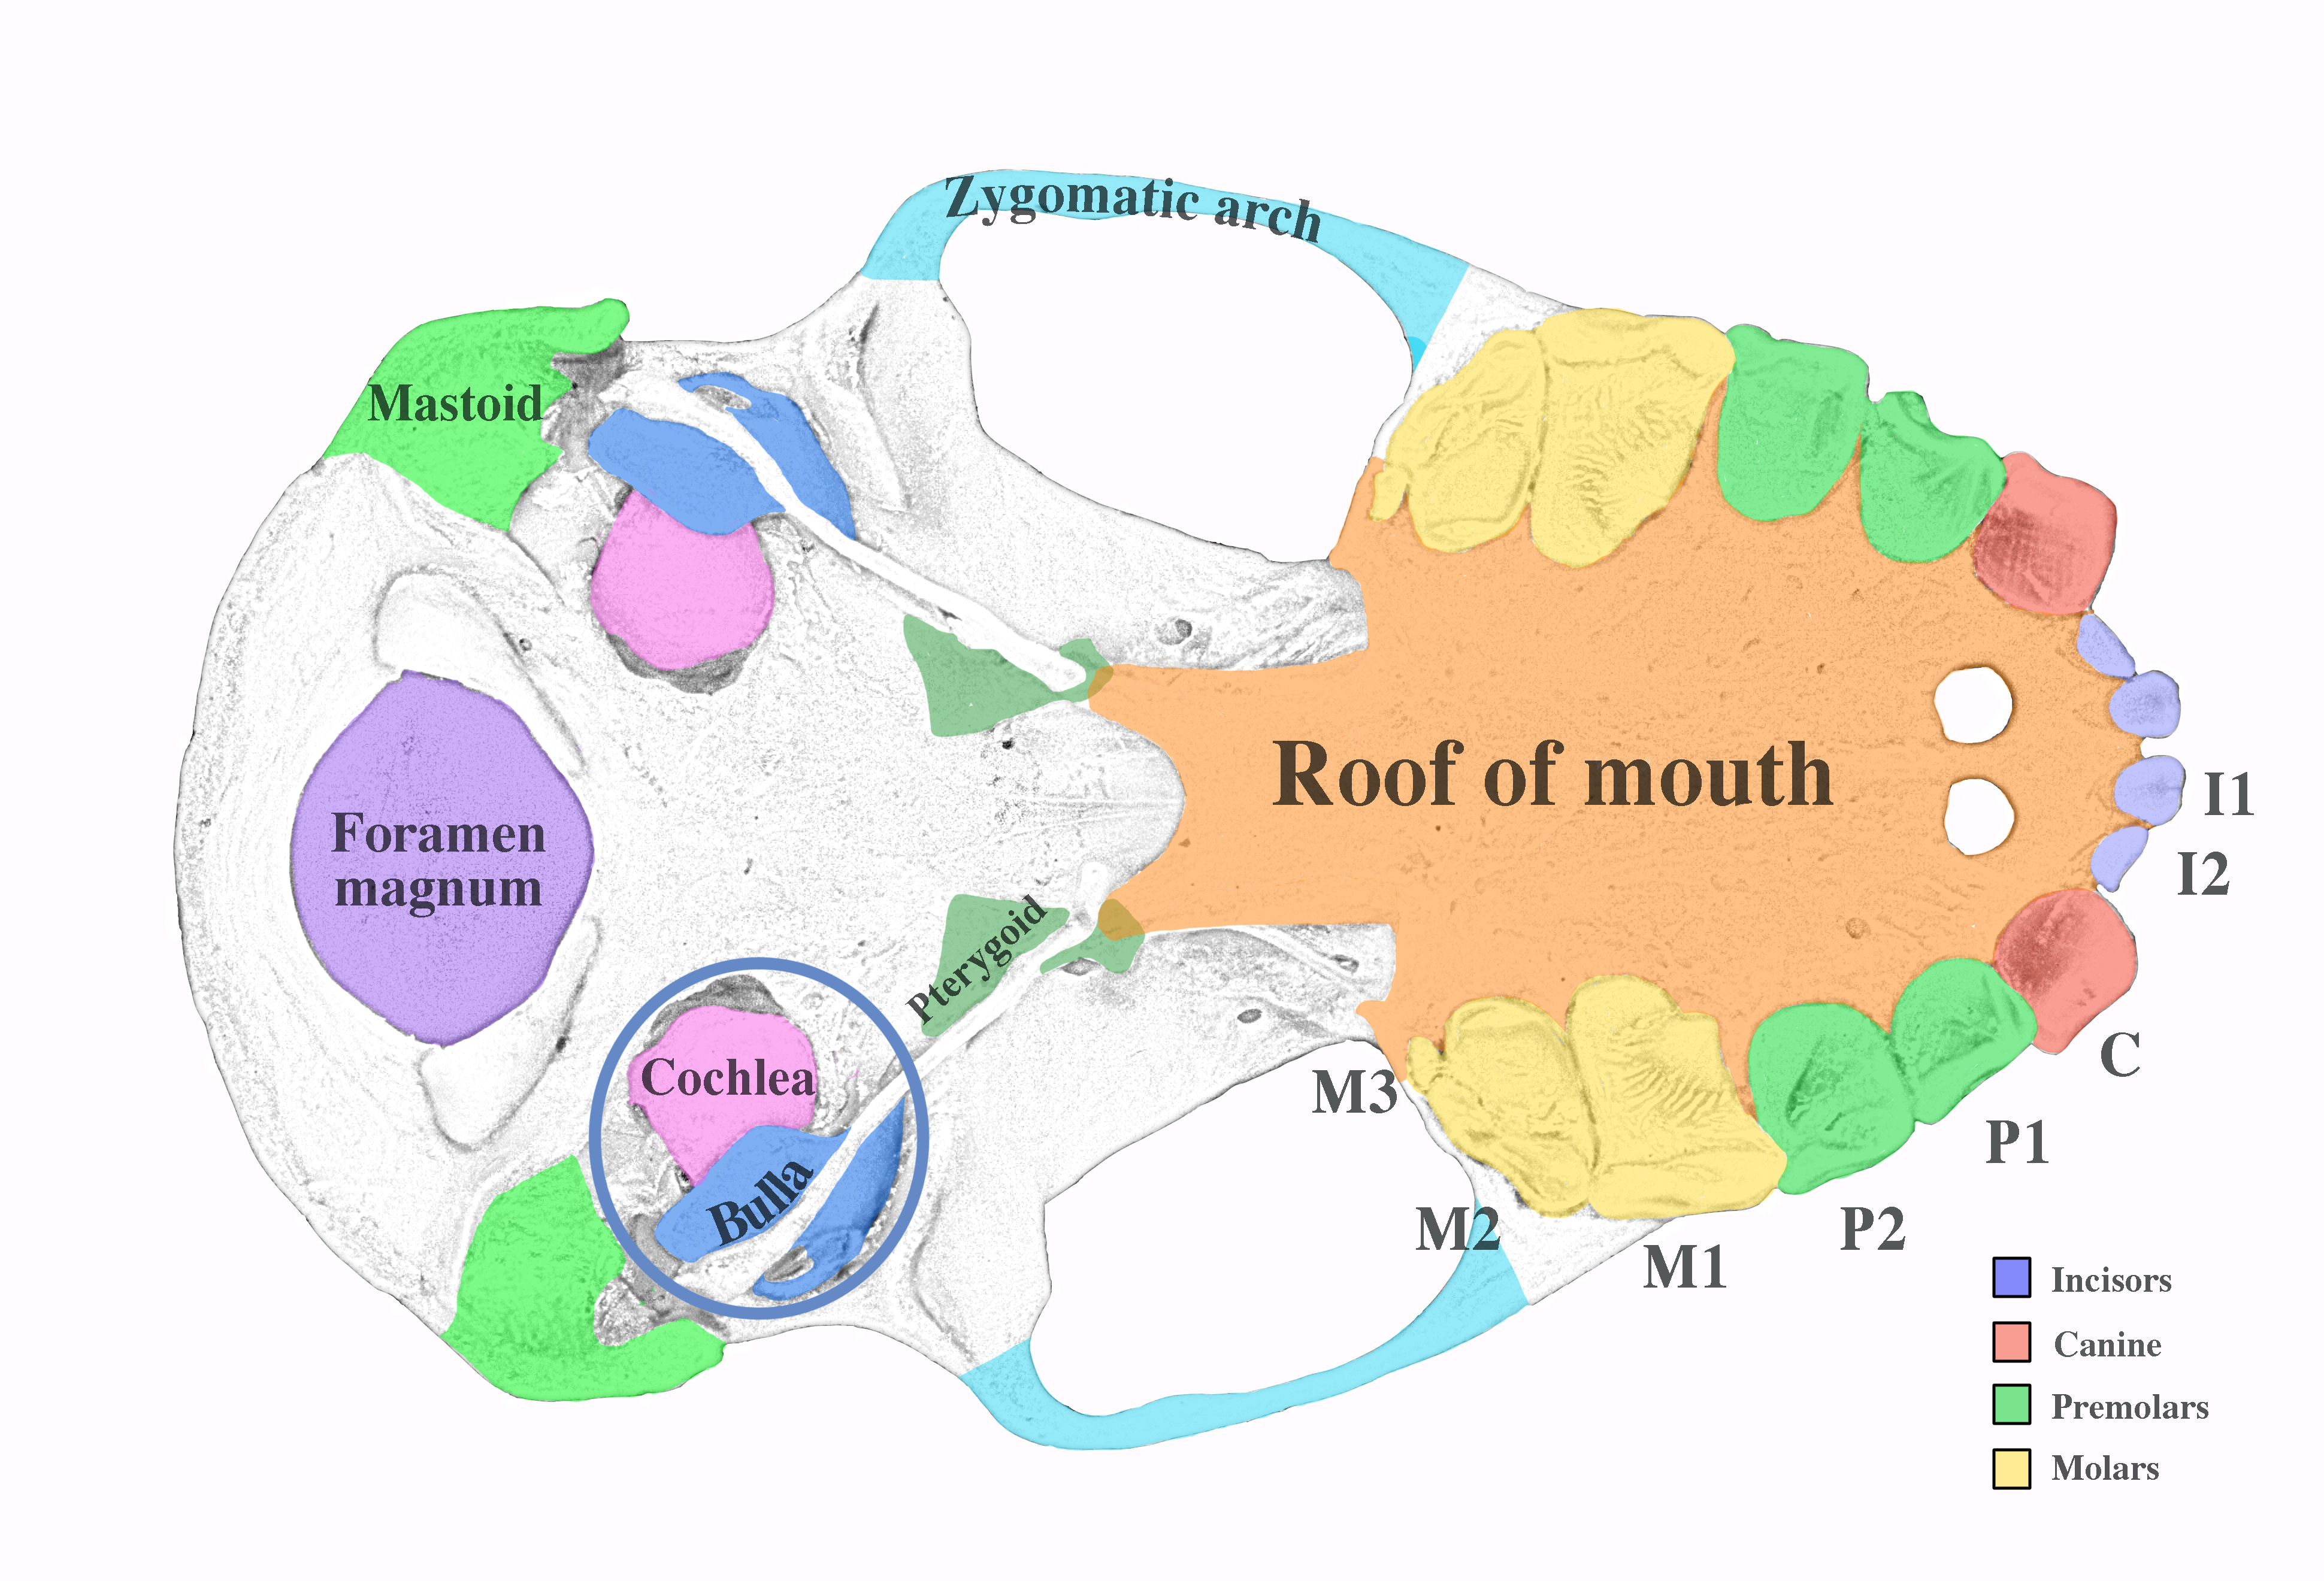 Zygomatic arch
Mastoid
Roof of mouth
Foramen
magnum
Pterygoid
Cochlea
Bulla
I1
I2
C
P1
P2
M1
M2
M3
Incisors
Canine
Premolars
Molars